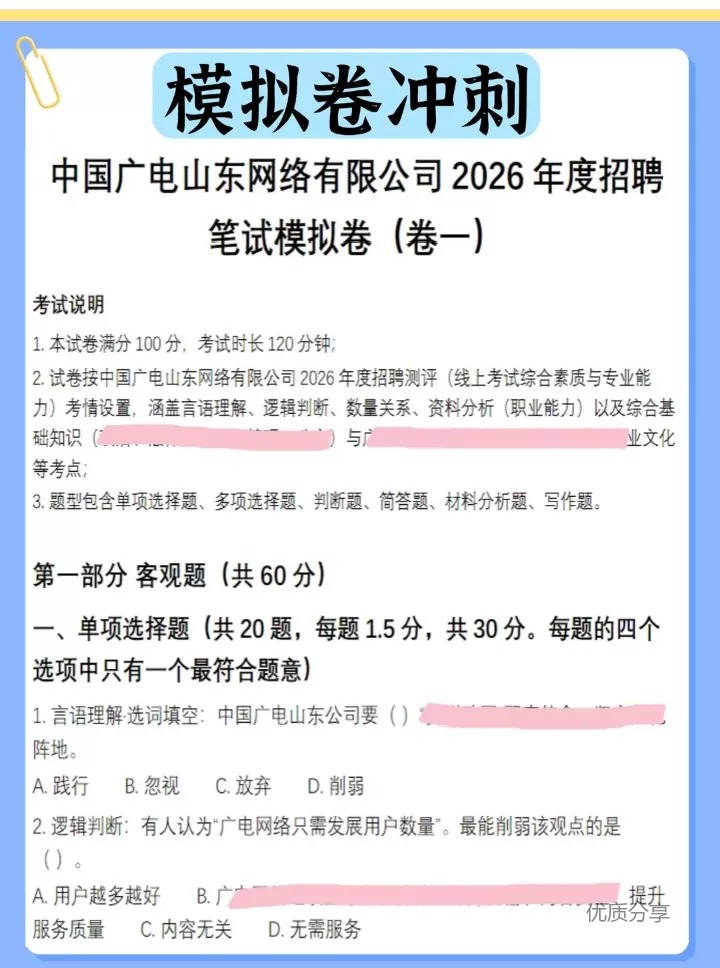 模拟卷冲刺
中国广电山东网络有限公司 2026 年度招聘
笔试模拟卷（卷一）
考试说明
1. 本试卷满分 100 分，考试时长 120 分钟；
2. 试卷按中国广电山东网络有限公司 2026 年度招聘测评（线上考试综合素质与专业能
力）考情设置，涵盖言语理解、逻辑判断、数量关系、资料分析（职业能力）以及综合基
础知识（ ）与广 业文化
等考点；
3. 题型包含单项选择题、多项选择题、判断题、简答题、材料分析题、写作题。
第一部分 客观题（共 60 分）
一、单项选择题（共 20 题，每题 1.5 分，共 30 分。每题的四个
选项中只有一个最符合题意）
1. 言语理解·选词填空：中国广电山东公司要（ ）“
阵地。
A. 践行 B. 忽视 C. 放弃 D. 削弱
2. 逻辑判断：有人认为“广电网络只需发展用户数量”。最能削弱该观点的是
（ ）。
A. 用户越多越好 B. 广 提升
服务质量 C. 内容无关 D. 无需服务
优质分享